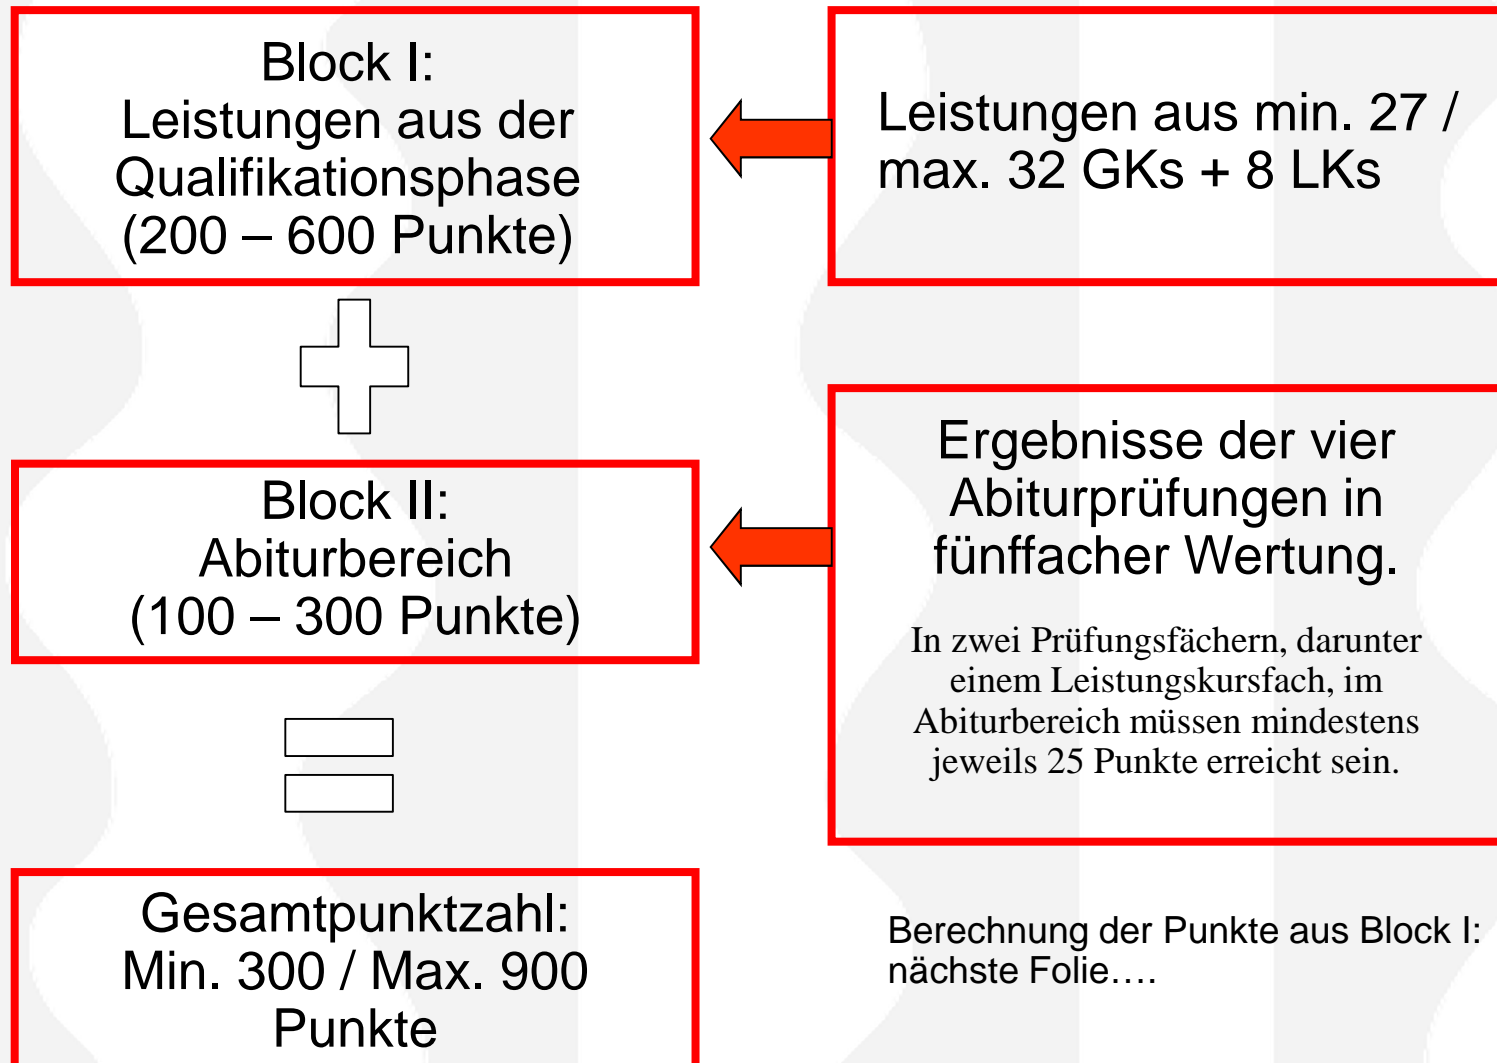 Block I:
Leistungen aus der
Qualifikationsphase
(200 – 600 Punkte)
Leistungen aus min. 27 /
max. 32 GKs + 8 LKs
Block II:
Abiturbereich
(100 – 300 Punkte)
Ergebnisse der vier
Abiturprüfungen in
fünffacher Wertung.
In zwei Prüfungsfächern, darunter
einem Leistungskursfach, im
Abiturbereich müssen mindestens
jeweils 25 Punkte erreicht sein.
Gesamtpunktzahl:
Min. 300 / Max. 900
Punkte
Berechnung der Punkte aus Block I:
nächste Folie….